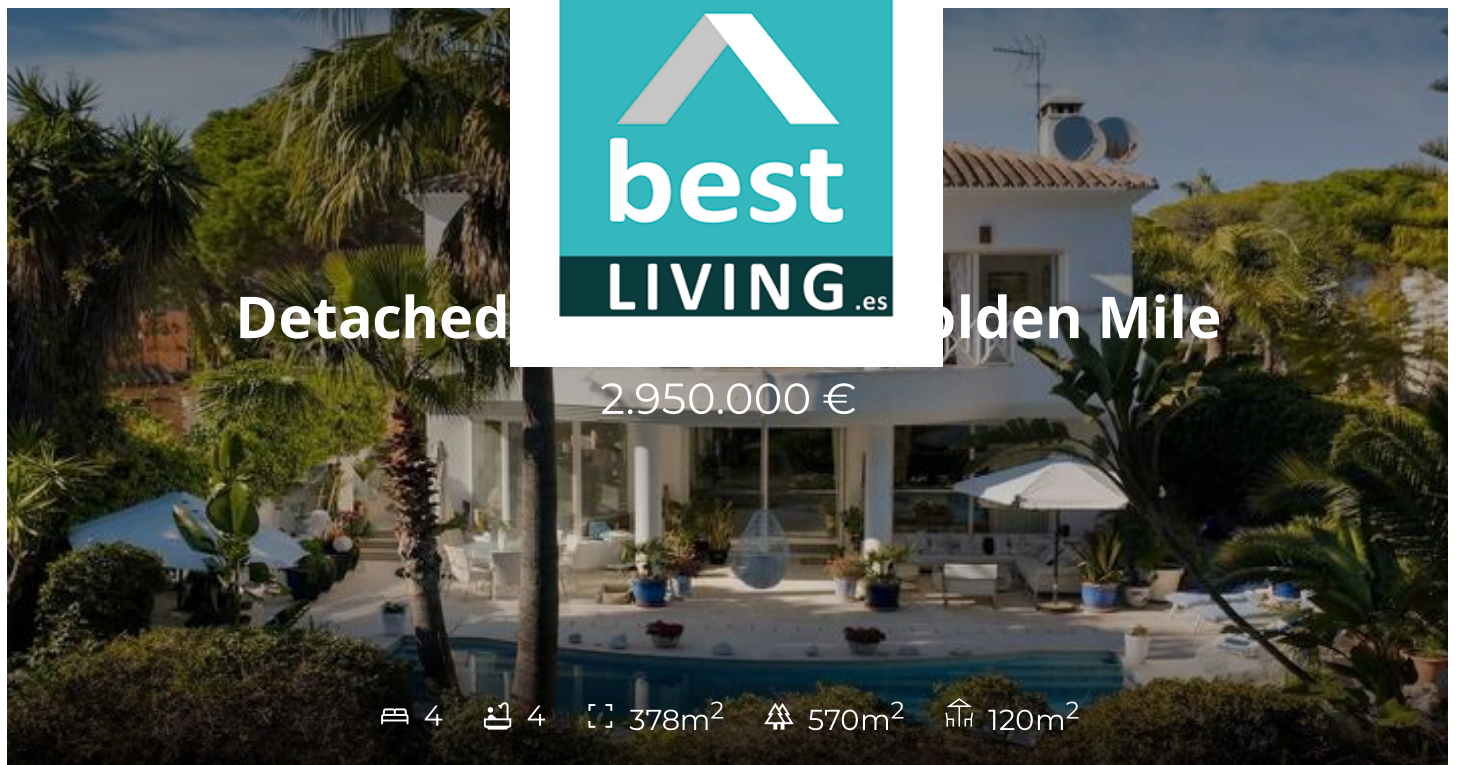 best
LIVING.es
Detached olden Mile
2.950.000 €
4 4 378m² 570m² 120m²